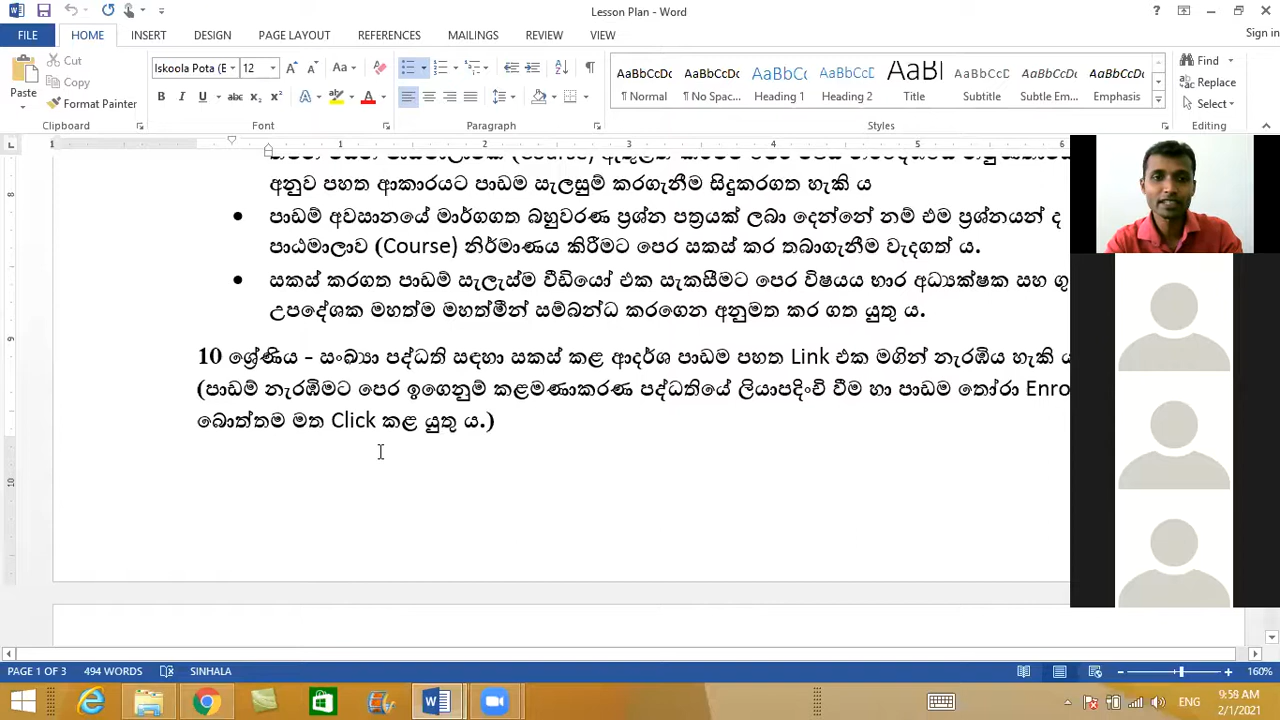 Lesson Plan - Word
Sign in
FILE HOME INSERT DESIGN PAGE LAYOUT REFERENCES MAILINGS REVIEW VIEW
Cut
Copy
Format Painter
Paste
Clipboard
Iskoola Pota (E 12
Font
Paragraph
AaBbCcDc AaBbCcDc AaBbCc AaBbCcD AaBl AaBbCcD AaBbCcDc AaBbCcDc
¶ Normal ¶ No Spac... Heading 1 Heading 2 Title Subtitle Subtle Em... Emphasis
Styles
Find
Replace
Select
Editing
අනුව පහත ආකාරයට පාඩම සැලසුම් කරගැනීම සිදුකරගත හැකි ය
• පාඩම් අවසානයේ මාර්ගගත බහුවරණ ප්‍රශ්න පත්‍රයක් ලබා දෙන්නේ නම් එම ප්‍රශ්නයන් ද
පාඨමාලාව (Course) නිර්මාණය කිරීමට පෙර සකස් කර තබාගැනීම වැදගත් ය.
• සකස් කරගත පාඩම් සැලැස්ම වීඩියෝ එක සැකසීමට පෙර විෂයය භාර අධ්‍යක්ෂක සහ ගු
උපදේශක මහත්ම මහත්මීන් සම්බන්ධ කරගෙන අනුමත කර ගත යුතු ය.
10 ශ්‍රේණිය - සංඛ්‍යා පද්ධති සඳහා සකස් කළ ආදර්ශ පාඩම පහත Link එක මගින් නැරඹිය හැකි ය
(පාඩම් නැරඹීමට පෙර ඉගෙනුම් කළමණාකරණ පද්ධතියේ ලියාපදිංචි වීම හා පාඩම තෝරා Enro
බොත්තම මත Click කළ යුතු ය.)
PAGE 1 OF 3 494 WORDS SINHALA 160%
ENG
9:59 AM
2/1/2021